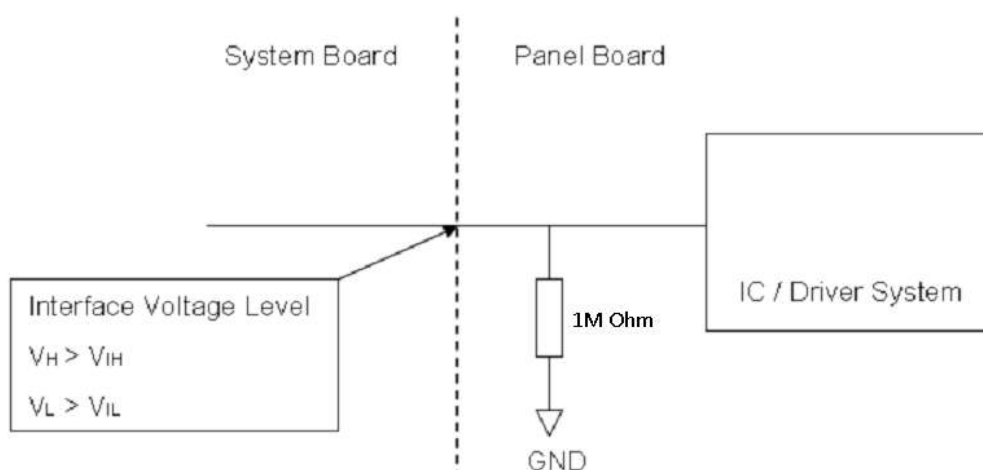 System Board
Panel Board
IC / Driver System
Interface Voltage Level
VH > VIH
VL > VIL
1M Ohm
GND